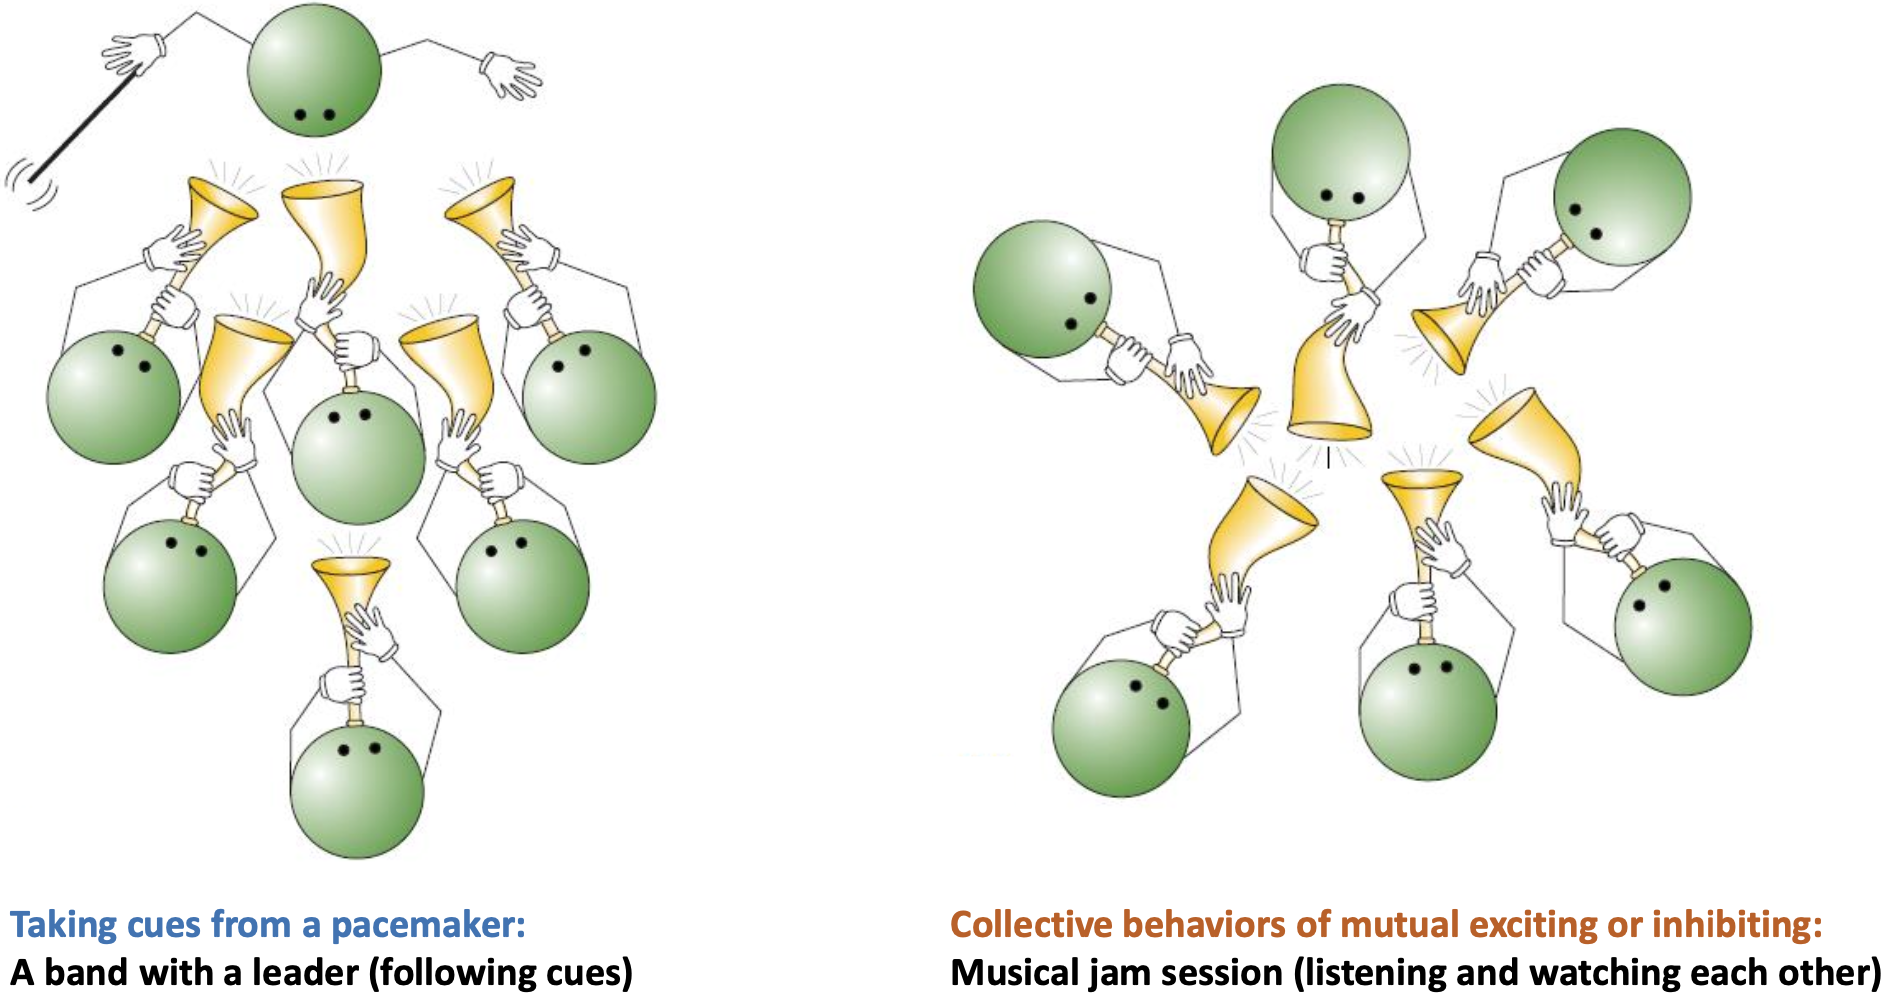 Taking cues from a pacemaker:
A band with a leader (following cues)
Collective behaviors of mutual exciting or inhibiting:
Musical jam session (listening and watching each other)